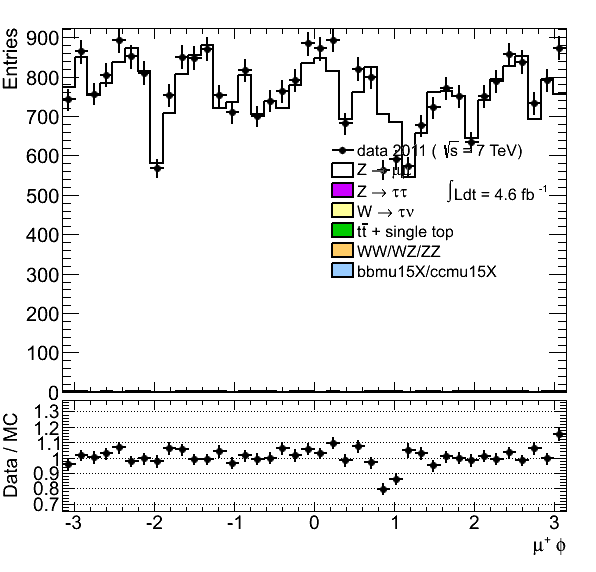 Entries
900
800
700
600
500
400
300
200
100
0
data 2011 ( √s = 7 TeV)
Z → μμ
∫Ldt = 4.6 fb⁻¹
Z → ττ
W → τν
tt̄ + single top
WW/WZ/ZZ
bbmu15X/ccmu15X
Data / MC
1.3
1.2
1.1
1
0.9
0.8
0.7
-3 -2 -1 0 1 2 3
μ⁺ ϕ